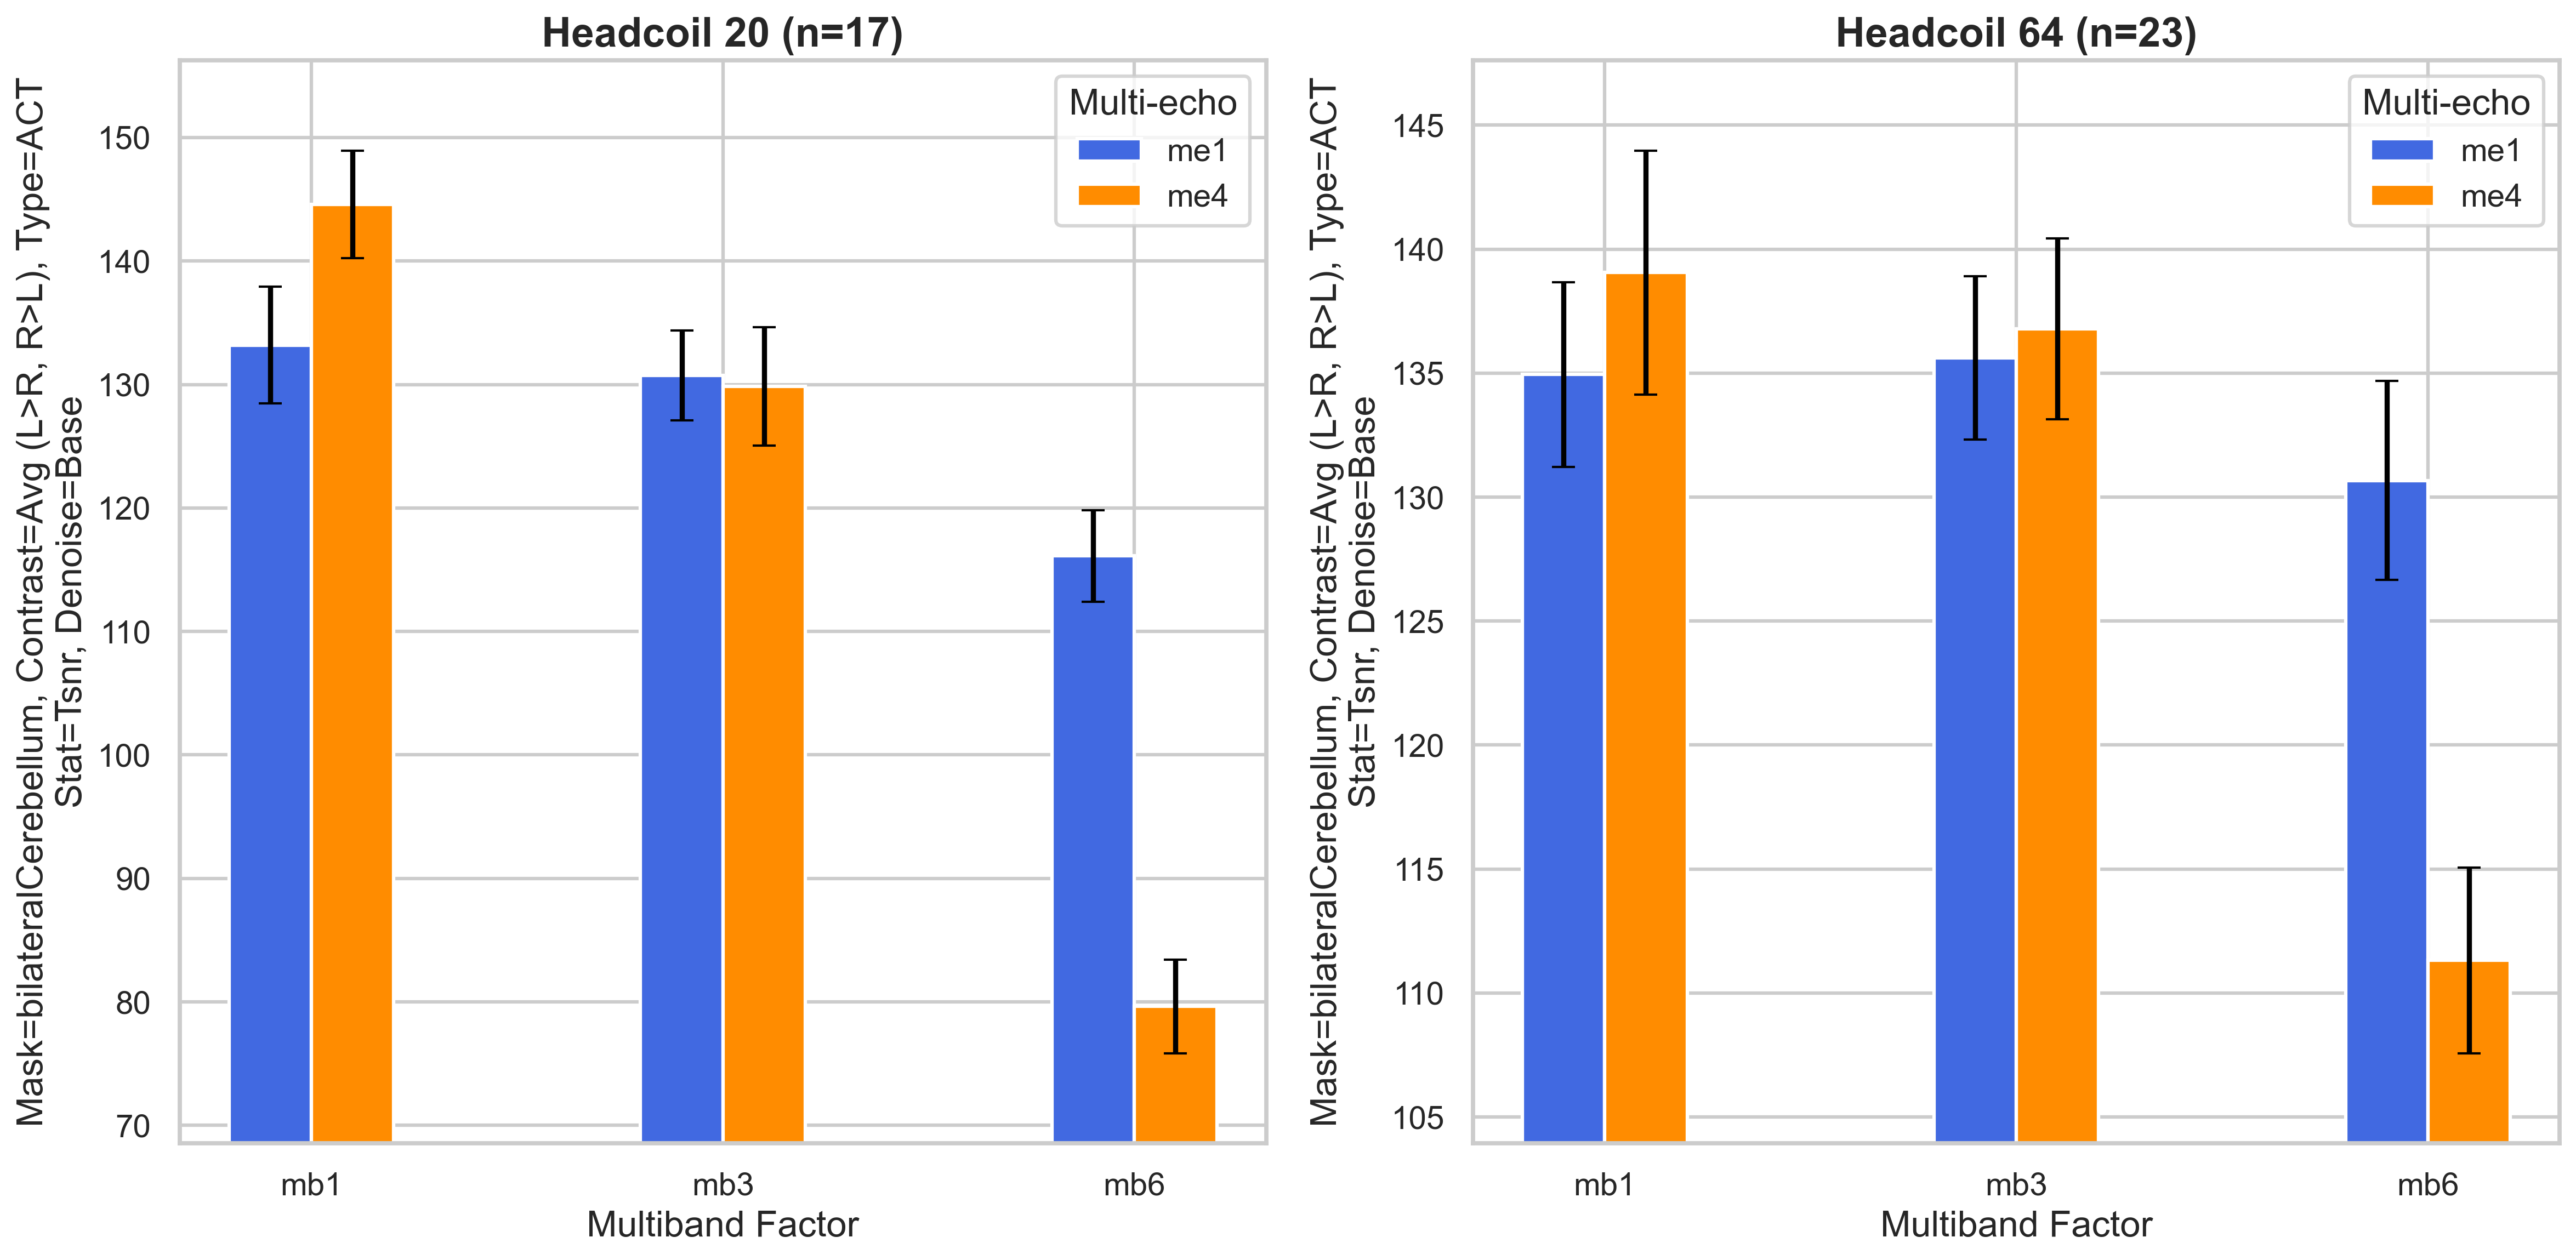 Headcoil 20 (n=17)
Mask=bilateralCerebellum, Contrast=Avg (L>R, R>L), Type=ACT
Stat=Tsnr, Denoise=Base
150
140
130
120
110
100
90
80
70
Multi-echo
me1
me4
mb1
mb3
mb6
Multiband Factor
Headcoil 64 (n=23)
Mask=bilateralCerebellum, Contrast=Avg (L>R, R>L), Type=ACT
Stat=Tsnr, Denoise=Base
145
140
135
130
125
120
115
110
105
Multi-echo
me1
me4
mb1
mb3
mb6
Multiband Factor